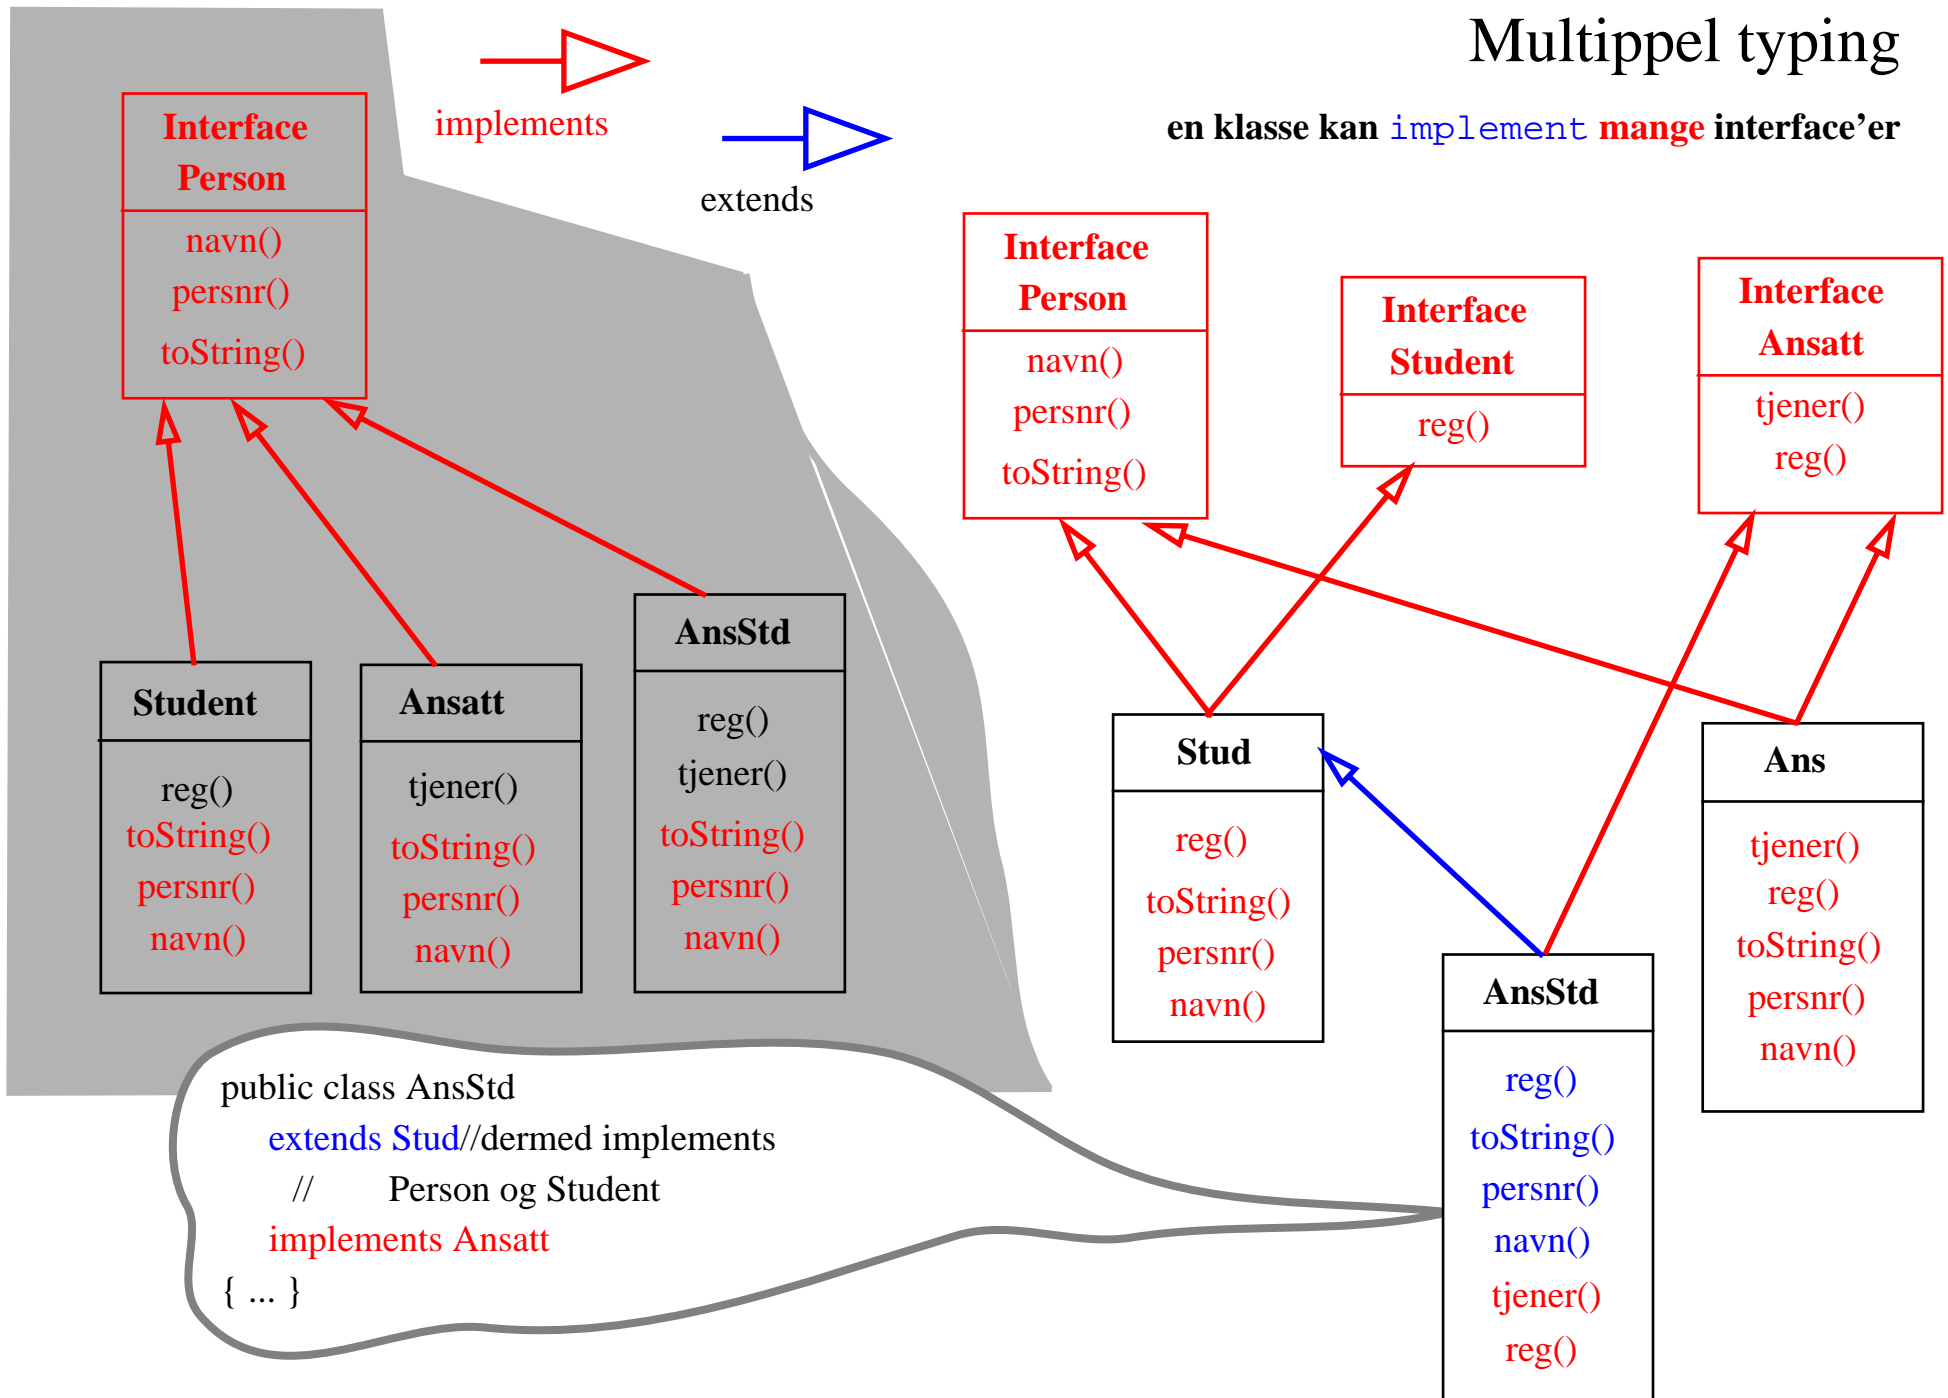 Multippel typing
en klasse kan implement mange interface’er
implements
extends
Interface
Person
navn()
persnr()
toString()
Student
reg()
toString()
persnr()
navn()
Ansatt
tjener()
toString()
persnr()
navn()
AnsStd
reg()
tjener()
toString()
persnr()
navn()
Interface
Person
navn()
persnr()
toString()
Interface
Student
reg()
Interface
Ansatt
tjener()
reg()
Stud
reg()
toString()
persnr()
navn()
AnsStd
reg()
toString()
persnr()
navn()
tjener()
reg()
Ans
tjener()
reg()
toString()
persnr()
navn()
public class AnsStd
extends Stud//dermed implements
// Person og Student
implements Ansatt
{ ... }